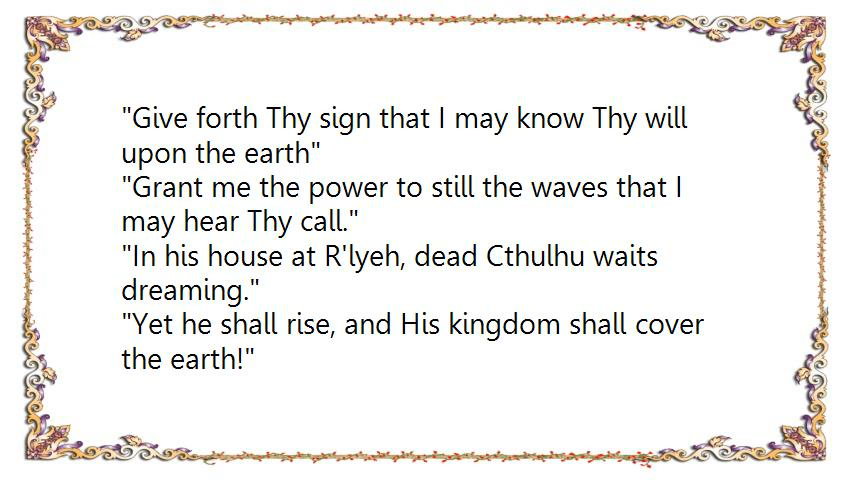 "Give forth Thy sign that I may know Thy will
upon the earth"
"Grant me the power to still the waves that I
may hear Thy call."
"In his house at R'lyeh, dead Cthulhu waits
dreaming."
"Yet he shall rise, and His kingdom shall cover
the earth!"